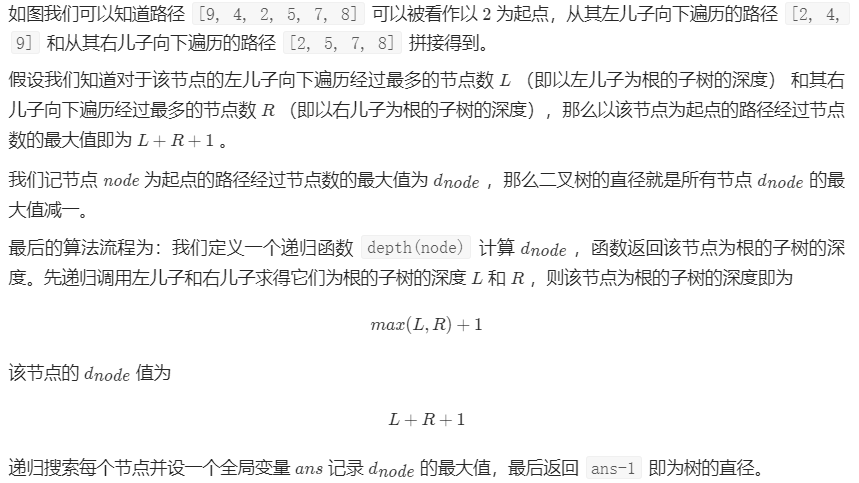 如图我们可以知道路径 [9, 4, 2, 5, 7, 8] 可以被看作以 2 为起点，从其左儿子向下遍历的路径 [2, 4,
9] 和从其右儿子向下遍历的路径 [2, 5, 7, 8] 拼接得到。
假设我们知道对于该节点的左儿子向下遍历经过最多的节点数 L （即以左儿子为根的子树的深度） 和其右
儿子向下遍历经过最多的节点数 R （即以右儿子为根的子树的深度），那么以该节点为起点的路径经过节点
数的最大值即为 L + R + 1 。
我们记节点 node 为起点的路径经过节点数的最大值为 d_node ，那么二叉树的直径就是所有节点 d_node 的最
大值减一。
最后的算法流程为：我们定义一个递归函数 depth(node) 计算 d_node ，函数返回该节点为根的子树的深
度。先递归调用左儿子和右儿子求得它们为根的子树的深度 L 和 R ，则该节点为根的子树的深度即为
max(L, R) + 1
该节点的 d_node 值为
L + R + 1
递归搜索每个节点并设一个全局变量 ans 记录 d_node 的最大值，最后返回 ans-1 即为树的直径。